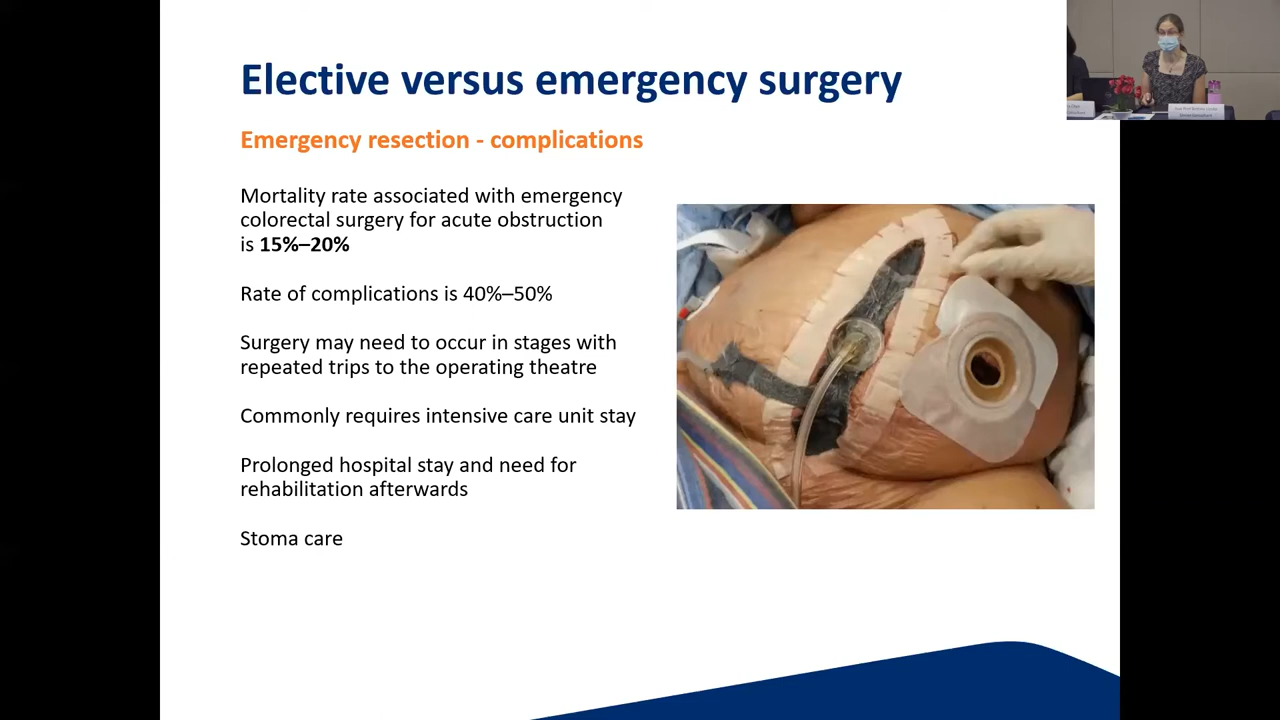 Elective versus emergency surgery
Emergency resection - complications
Mortality rate associated with emergency
colorectal surgery for acute obstruction
is 15%–20%
Rate of complications is 40%–50%
Surgery may need to occur in stages with
repeated trips to the operating theatre
Commonly requires intensive care unit stay
Prolonged hospital stay and need for
rehabilitation afterwards
Stoma care